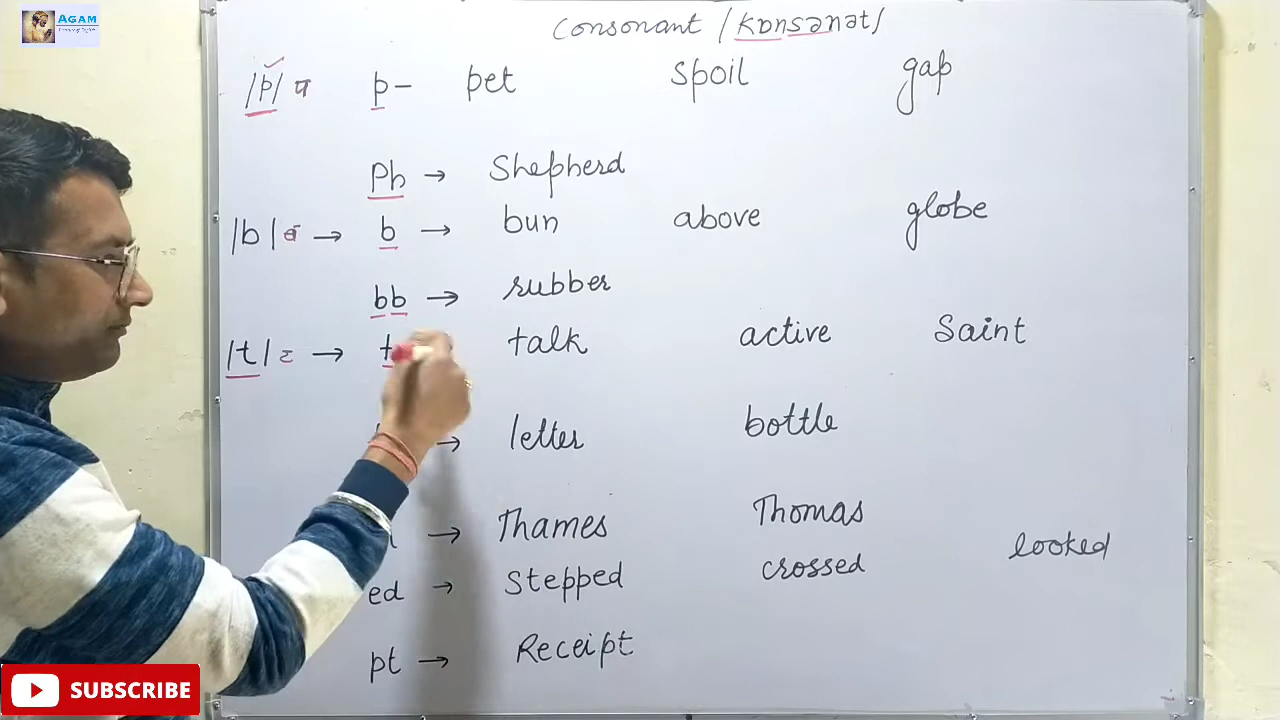 AGAM
Consonant /kɒnsənət/
/p/ प p- pet spoil gap
Ph → Shepherd
/b/ ब → b → bun above globe
bb → rubber
/t/ ट → t talk active Saint
→ letter bottle
→ Thames Thomas
ed → Stepped crossed looked
pt → Receipt
SUBSCRIBE